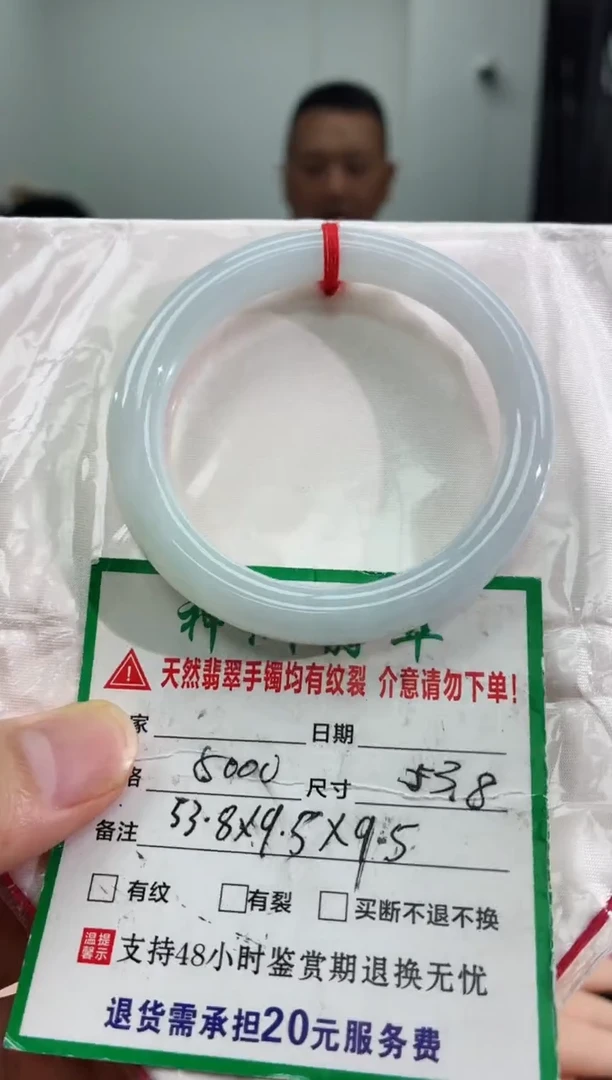 天然翡翠手镯均有纹裂 介意请勿下单!
家 日期
格 8000 尺寸 53.8
备注 53.8X9.5X9.5
有纹 有裂 买断不退不换
温馨提示 支持48小时鉴赏期退换无忧
退货需承担20元服务费